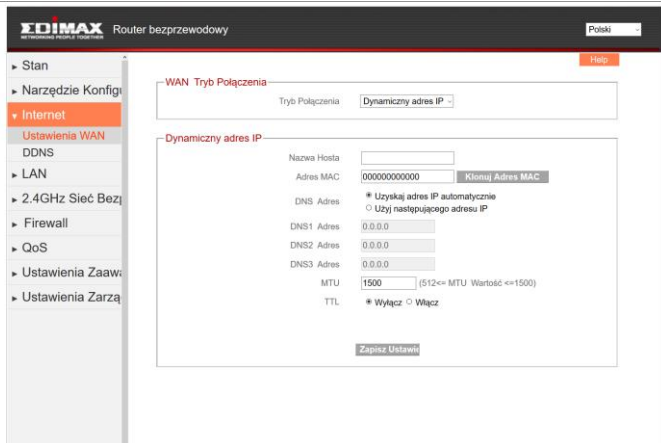 EDIMAX Router bezprzewodowy
NETWORKING PEOPLE TOGETHER
Polski
Help
Stan
Narzędzie Konfigu
Internet
Ustawienia WAN
DDNS
LAN
2.4GHz Sieć Bezp
Firewall
QoS
Ustawienia Zaawa
Ustawienia Zarzą
WAN Tryb Połączenia
Tryb Połączenia Dynamiczny adres IP
Dynamiczny adres IP
Nazwa Hosta
Adres MAC 000000000000 Klonuj Adres MAC
DNS Adres Uzyskaj adres IP automatycznie
Użyj następującego adresu IP
DNS1 Adres 0.0.0.0
DNS2 Adres 0.0.0.0
DNS3 Adres 0.0.0.0
MTU 1500 (512<= MTU Wartość <=1500)
TTL Wyłącz Włącz
Zapisz Ustawie